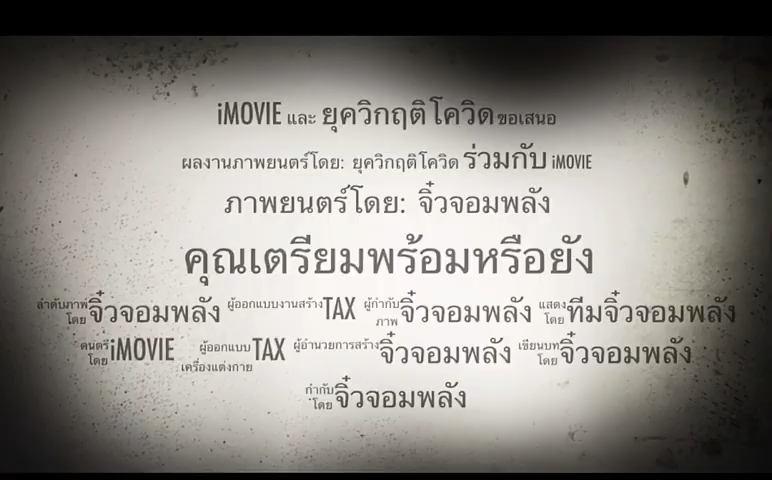 iMOVIE และ ยุควิกฤติโควิด ขอเสนอ
ผลงานภาพยนตร์โดย: ยุควิกฤติโควิด ร่วมกับ iMOVIE
ภาพยนตร์โดย: จิ๋วจอมพลัง
คุณเตรียมพร้อมหรือยัง
ลำดับภาพโดย จิ๋วจอมพลัง ผู้ออกแบบงานสร้าง TAX ผู้กำกับภาพ จิ๋วจอมพลัง แสดงโดย ทีมจิ๋วจอมพลัง
ดนตรีโดย iMOVIE ผู้ออกแบบเครื่องแต่งกาย TAX ผู้อำนวยการสร้าง จิ๋วจอมพลัง เขียนบทโดย จิ๋วจอมพลัง
กำกับโดย จิ๋วจอมพลัง